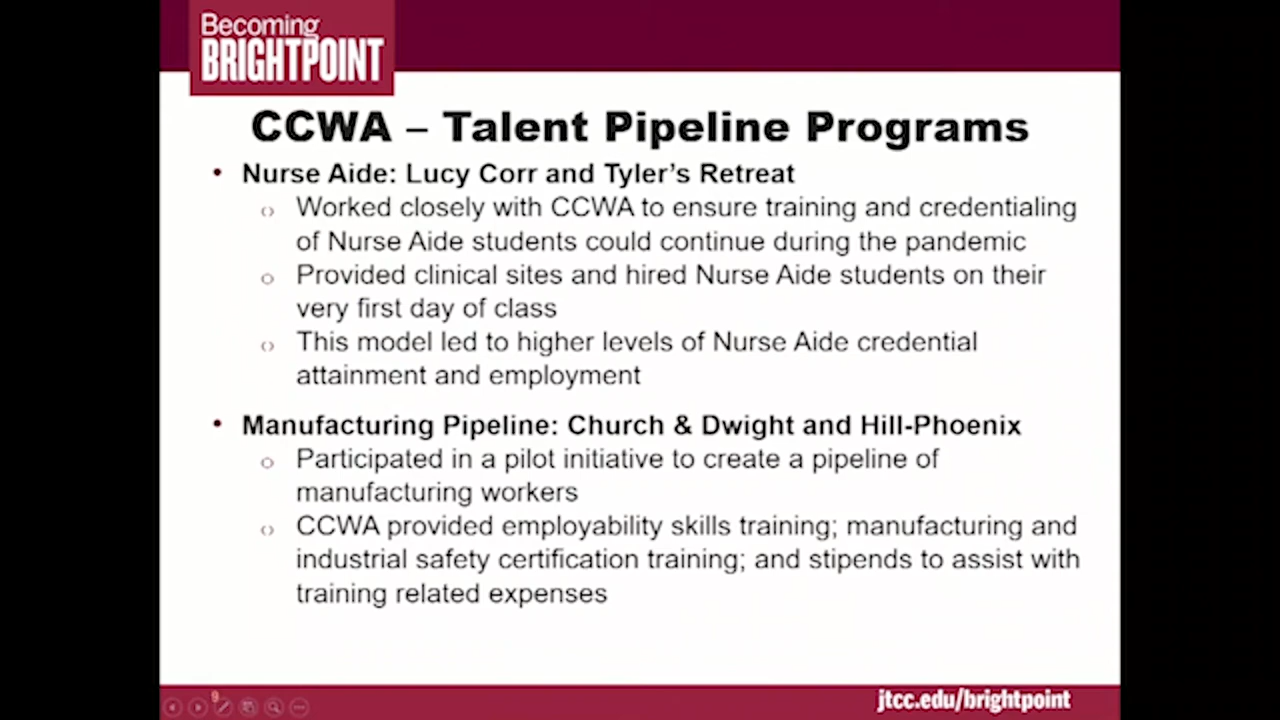 Becoming
BRIGHTPOINT
CCWA – Talent Pipeline Programs
• Nurse Aide: Lucy Corr and Tyler's Retreat
o Worked closely with CCWA to ensure training and credentialing
of Nurse Aide students could continue during the pandemic
o Provided clinical sites and hired Nurse Aide students on their
very first day of class
o This model led to higher levels of Nurse Aide credential
attainment and employment
• Manufacturing Pipeline: Church & Dwight and Hill-Phoenix
o Participated in a pilot initiative to create a pipeline of
manufacturing workers
o CCWA provided employability skills training; manufacturing and
industrial safety certification training; and stipends to assist with
training related expenses
9
jtcc.edu/brightpoint